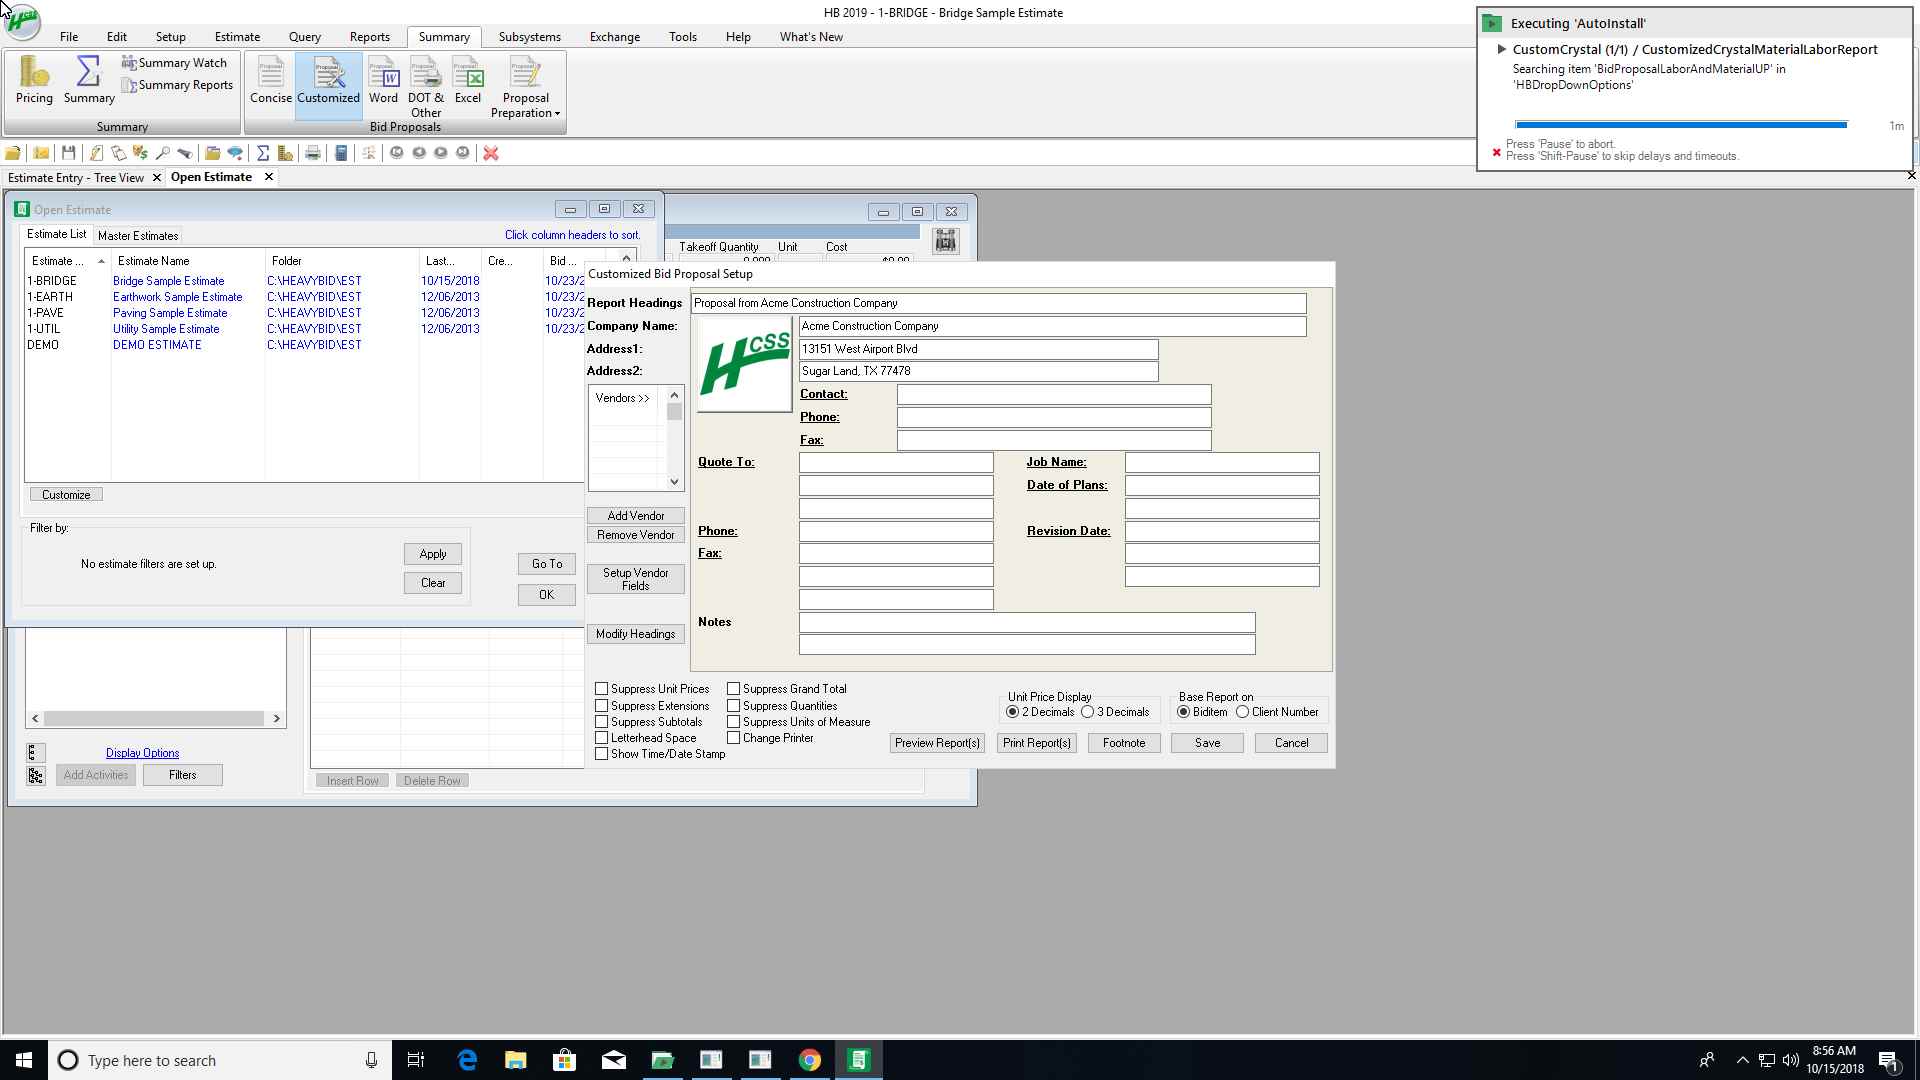 HB 2019 - 1-BRIDGE - Bridge Sample Estimate
HCSS
File Edit Setup Estimate Query Reports Summary Subsystems Exchange Tools Help What's New
Pricing
Summary
Summary Watch
Summary Reports
Summary
Concise
Customized
Word
DOT & Other
Excel
Proposal Preparation
Bid Proposals
Executing 'AutoInstall'
CustomCrystal (1/1) / CustomizedCrystalMaterialLaborReport
Searching item 'BidProposalLaborAndMaterialUP' in
'HBDropDownOptions'
1m
Press 'Pause' to abort.
Press 'Shift-Pause' to skip delays and timeouts.
Estimate Entry - Tree View
Open Estimate
Open Estimate
Estimate List
Master Estimates
Click column headers to sort.
Estimate ... Estimate Name Folder Last... Cre... Bid ...
1-BRIDGE Bridge Sample Estimate C:\HEAVYBID\EST 10/15/2018 10/23/2
1-EARTH Earthwork Sample Estimate C:\HEAVYBID\EST 12/06/2013 10/23/2
1-PAVE Paving Sample Estimate C:\HEAVYBID\EST 12/06/2013 10/23/2
1-UTIL Utility Sample Estimate C:\HEAVYBID\EST 12/06/2013 10/23/2
DEMO DEMO ESTIMATE C:\HEAVYBID\EST
Customize
Filter by:
No estimate filters are set up.
Apply
Clear
Go To
OK
Takeoff Quantity Unit Cost
Display Options
Add Activities
Filters
Insert Row
Delete Row
Customized Bid Proposal Setup
Report Headings Proposal from Acme Construction Company
Company Name: Acme Construction Company
Address1: 13151 West Airport Blvd
Address2: Sugar Land, TX 77478
HCSS
Vendors >>
Contact:
Phone:
Fax:
Quote To:
Job Name:
Date of Plans:
Add Vendor
Remove Vendor
Phone:
Revision Date:
Fax:
Setup Vendor Fields
Notes
Modify Headings
Suppress Unit Prices
Suppress Grand Total
Suppress Extensions
Suppress Quantities
Suppress Subtotals
Suppress Units of Measure
Letterhead Space
Change Printer
Show Time/Date Stamp
Unit Price Display
2 Decimals 3 Decimals
Base Report on
Biditem Client Number
Preview Report(s)
Print Report(s)
Footnote
Save
Cancel
Type here to search
8:56 AM
10/15/2018
1